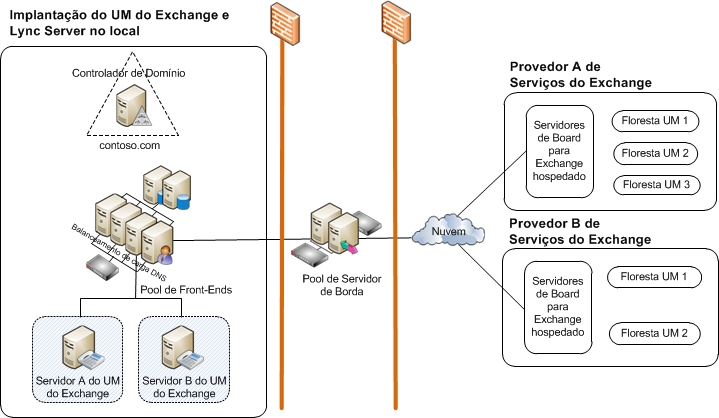 Implantação do UM do Exchange e
Lync Server no local
Controlador de Domínio
contoso.com
Balanceamento de carga DNS
Pool de Front-Ends
Servidor A do UM
do Exchange
Servidor B do UM
do Exchange
Pool de Servidor
de Borda
Nuvem
Provedor A de
Serviços do Exchange
Servidores
de Board
para
Exchange
hospedado
Floresta UM 1
Floresta UM 2
Floresta UM 3
Provedor B de
Serviços do Exchange
Servidores
de Board
para
Exchange
hospedado
Floresta UM 1
Floresta UM 2